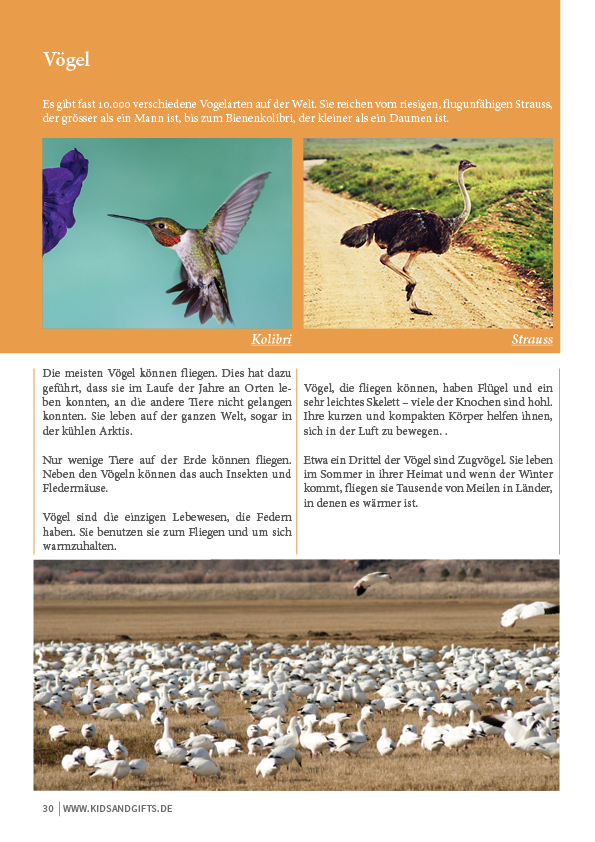 Vögel
Es gibt fast 10.000 verschiedene Vogelarten auf der Welt. Sie reichen vom riesigen, flugunfähigen Strauss,
der grösser als ein Mann ist, bis zum Bienenkolibri, der kleiner als ein Daumen ist.
Kolibri
Strauss
Die meisten Vögel können fliegen. Dies hat dazu
geführt, dass sie im Laufe der Jahre an Orten le-
ben konnten, an die andere Tiere nicht gelangen
konnten. Sie leben auf der ganzen Welt, sogar in
der kühlen Arktis.
Nur wenige Tiere auf der Erde können fliegen.
Neben den Vögeln können das auch Insekten und
Fledermäuse.
Vögel sind die einzigen Lebewesen, die Federn
haben. Sie benutzen sie zum Fliegen und um sich
warmzuhalten.
Vögel, die fliegen können, haben Flügel und ein
sehr leichtes Skelett – viele der Knochen sind hohl.
Ihre kurzen und kompakten Körper helfen ihnen,
sich in der Luft zu bewegen. .
Etwa ein Drittel der Vögel sind Zugvögel. Sie leben
im Sommer in ihrer Heimat und wenn der Winter
kommt, fliegen sie Tausende von Meilen in Länder,
in denen es wärmer ist.
30 | WWW.KIDSANDGIFTS.DE